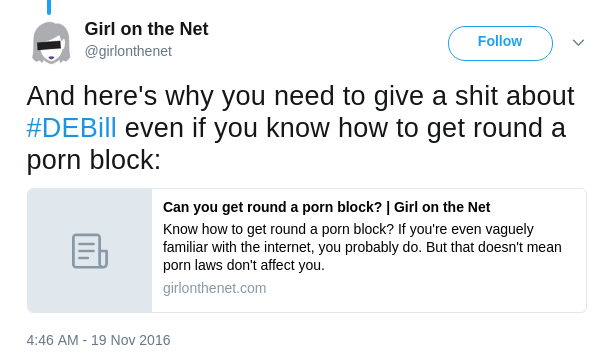 Girl on the Net
@girlonthenet
Follow
And here's why you need to give a shit about
#DEBill even if you know how to get round a
porn block:
Can you get round a porn block? | Girl on the Net
Know how to get round a porn block? If you're even vaguely
familiar with the internet, you probably do. But that doesn't mean
porn laws don't affect you.
girlonthenet.com
4:46 AM - 19 Nov 2016